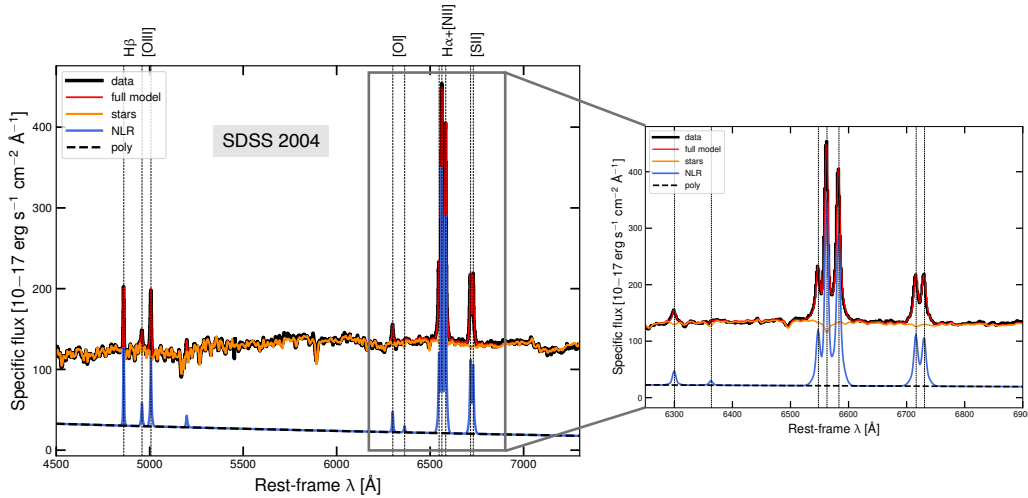 Hβ [OIII] [OI] Hα+[NII] [SII]
data
full model
stars
NLR
poly
SDSS 2004
400
300
200
100
0
Specific flux [10−17 erg s−1 cm−2 Å−1]
4500 5000 5500 6000 6500 7000
Rest-frame λ [Å]
data
full model
stars
NLR
poly
400
300
200
100
0
Specific flux [10−17 erg s−1 cm−2 Å−1]
6300 6400 6500 6600 6700 6800 690
Rest-frame λ [Å]